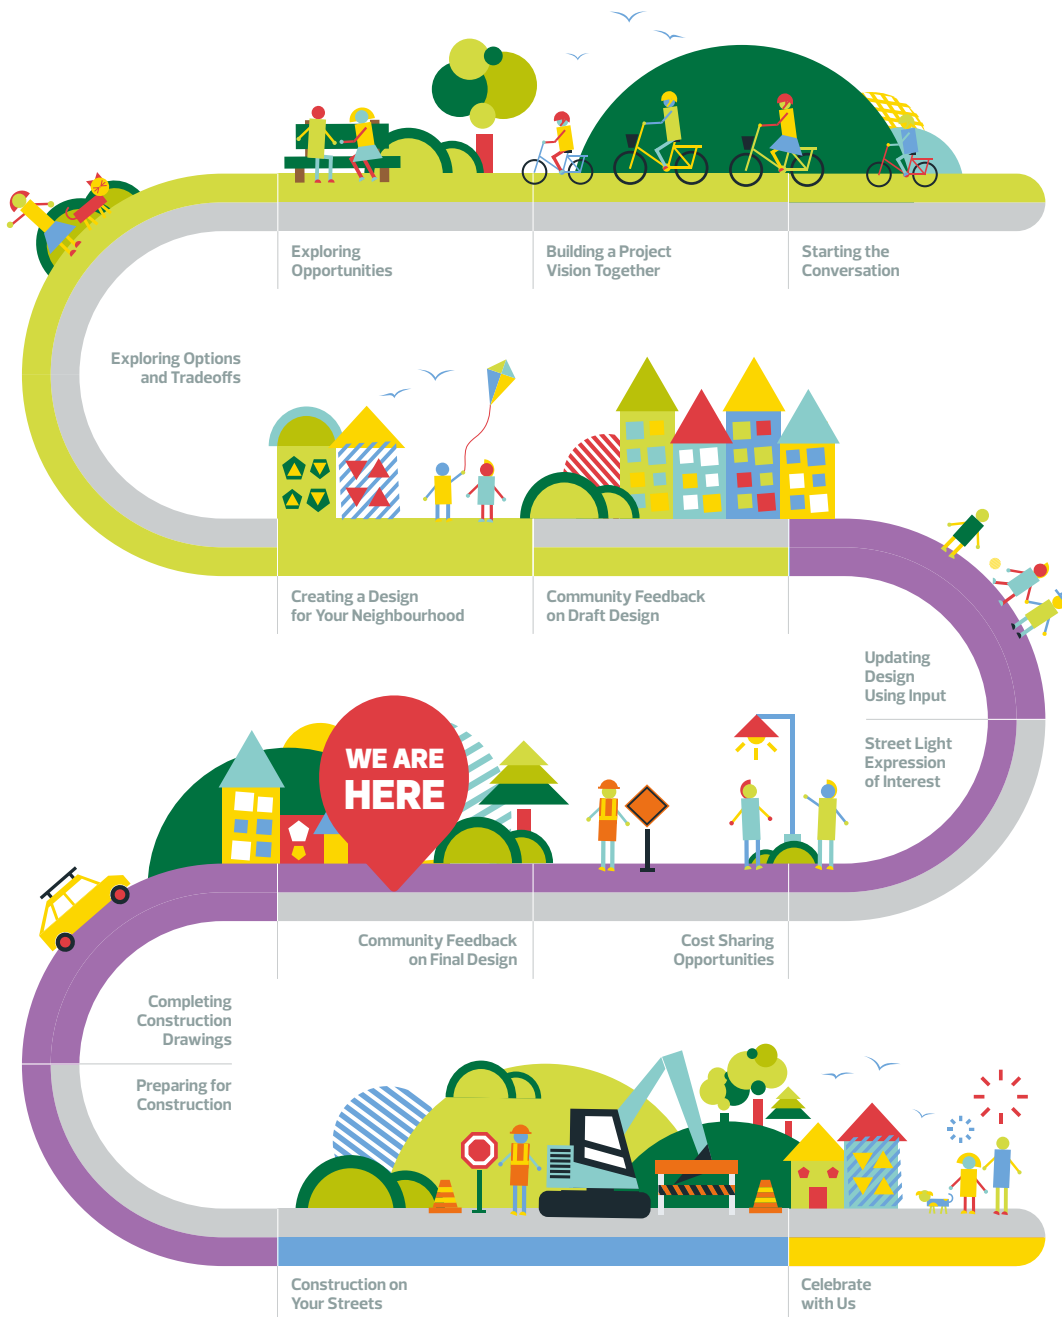 Exploring
Opportunities
Building a Project
Vision Together
Starting the
Conversation
Exploring Options
and Tradeoffs
Creating a Design
for Your Neighbourhood
Community Feedback
on Draft Design
Updating
Design
Using Input
Street Light
Expression
of Interest
WE ARE
HERE
Community Feedback
on Final Design
Cost Sharing
Opportunities
Completing
Construction
Drawings
Preparing for
Construction
Construction on
Your Streets
Celebrate
with Us